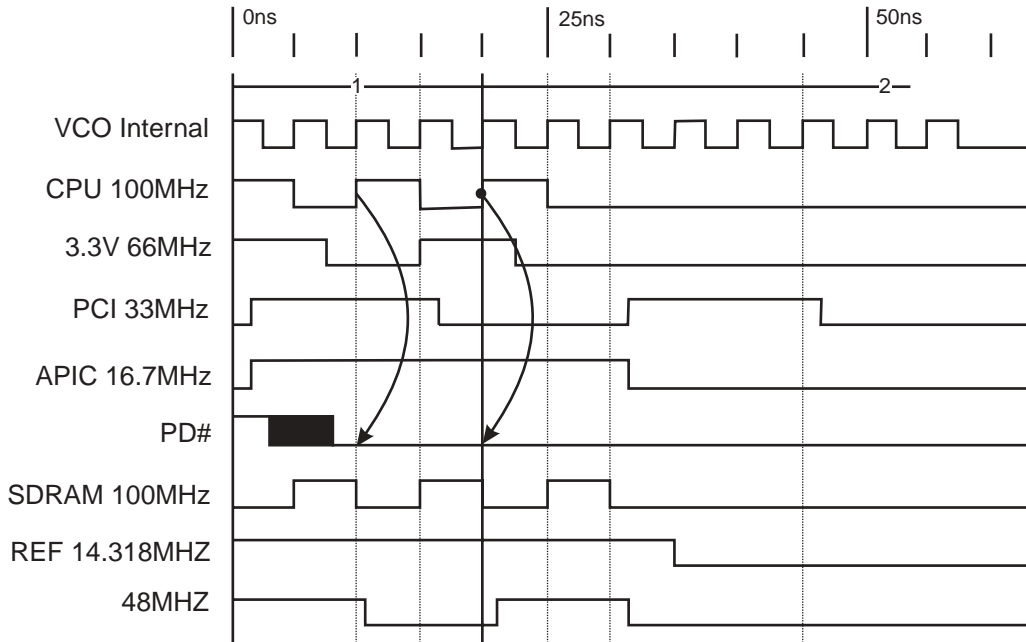 0ns 25ns 50ns
1 2
VCO Internal
CPU 100MHz
3.3V 66MHz
PCI 33MHz
APIC 16.7MHz
PD#
SDRAM 100MHz
REF 14.318MHZ
48MHZ